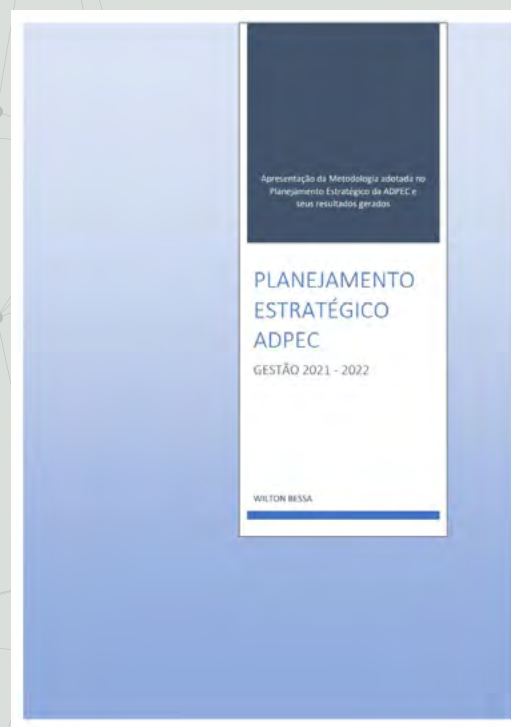 Apresentação da Metodologia adotada no
Planejamento Estratégico da ADPEC e
seus resultados gerados
PLANEJAMENTO
ESTRATÉGICO
ADPEC
GESTÃO 2021 - 2022
WILTON BESSA